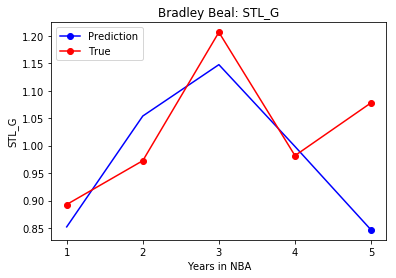 Bradley Beal: STL_G
Prediction
True
STL_G
1.20
1.15
1.10
1.05
1.00
0.95
0.90
0.85
1 2 3 4 5
Years in NBA